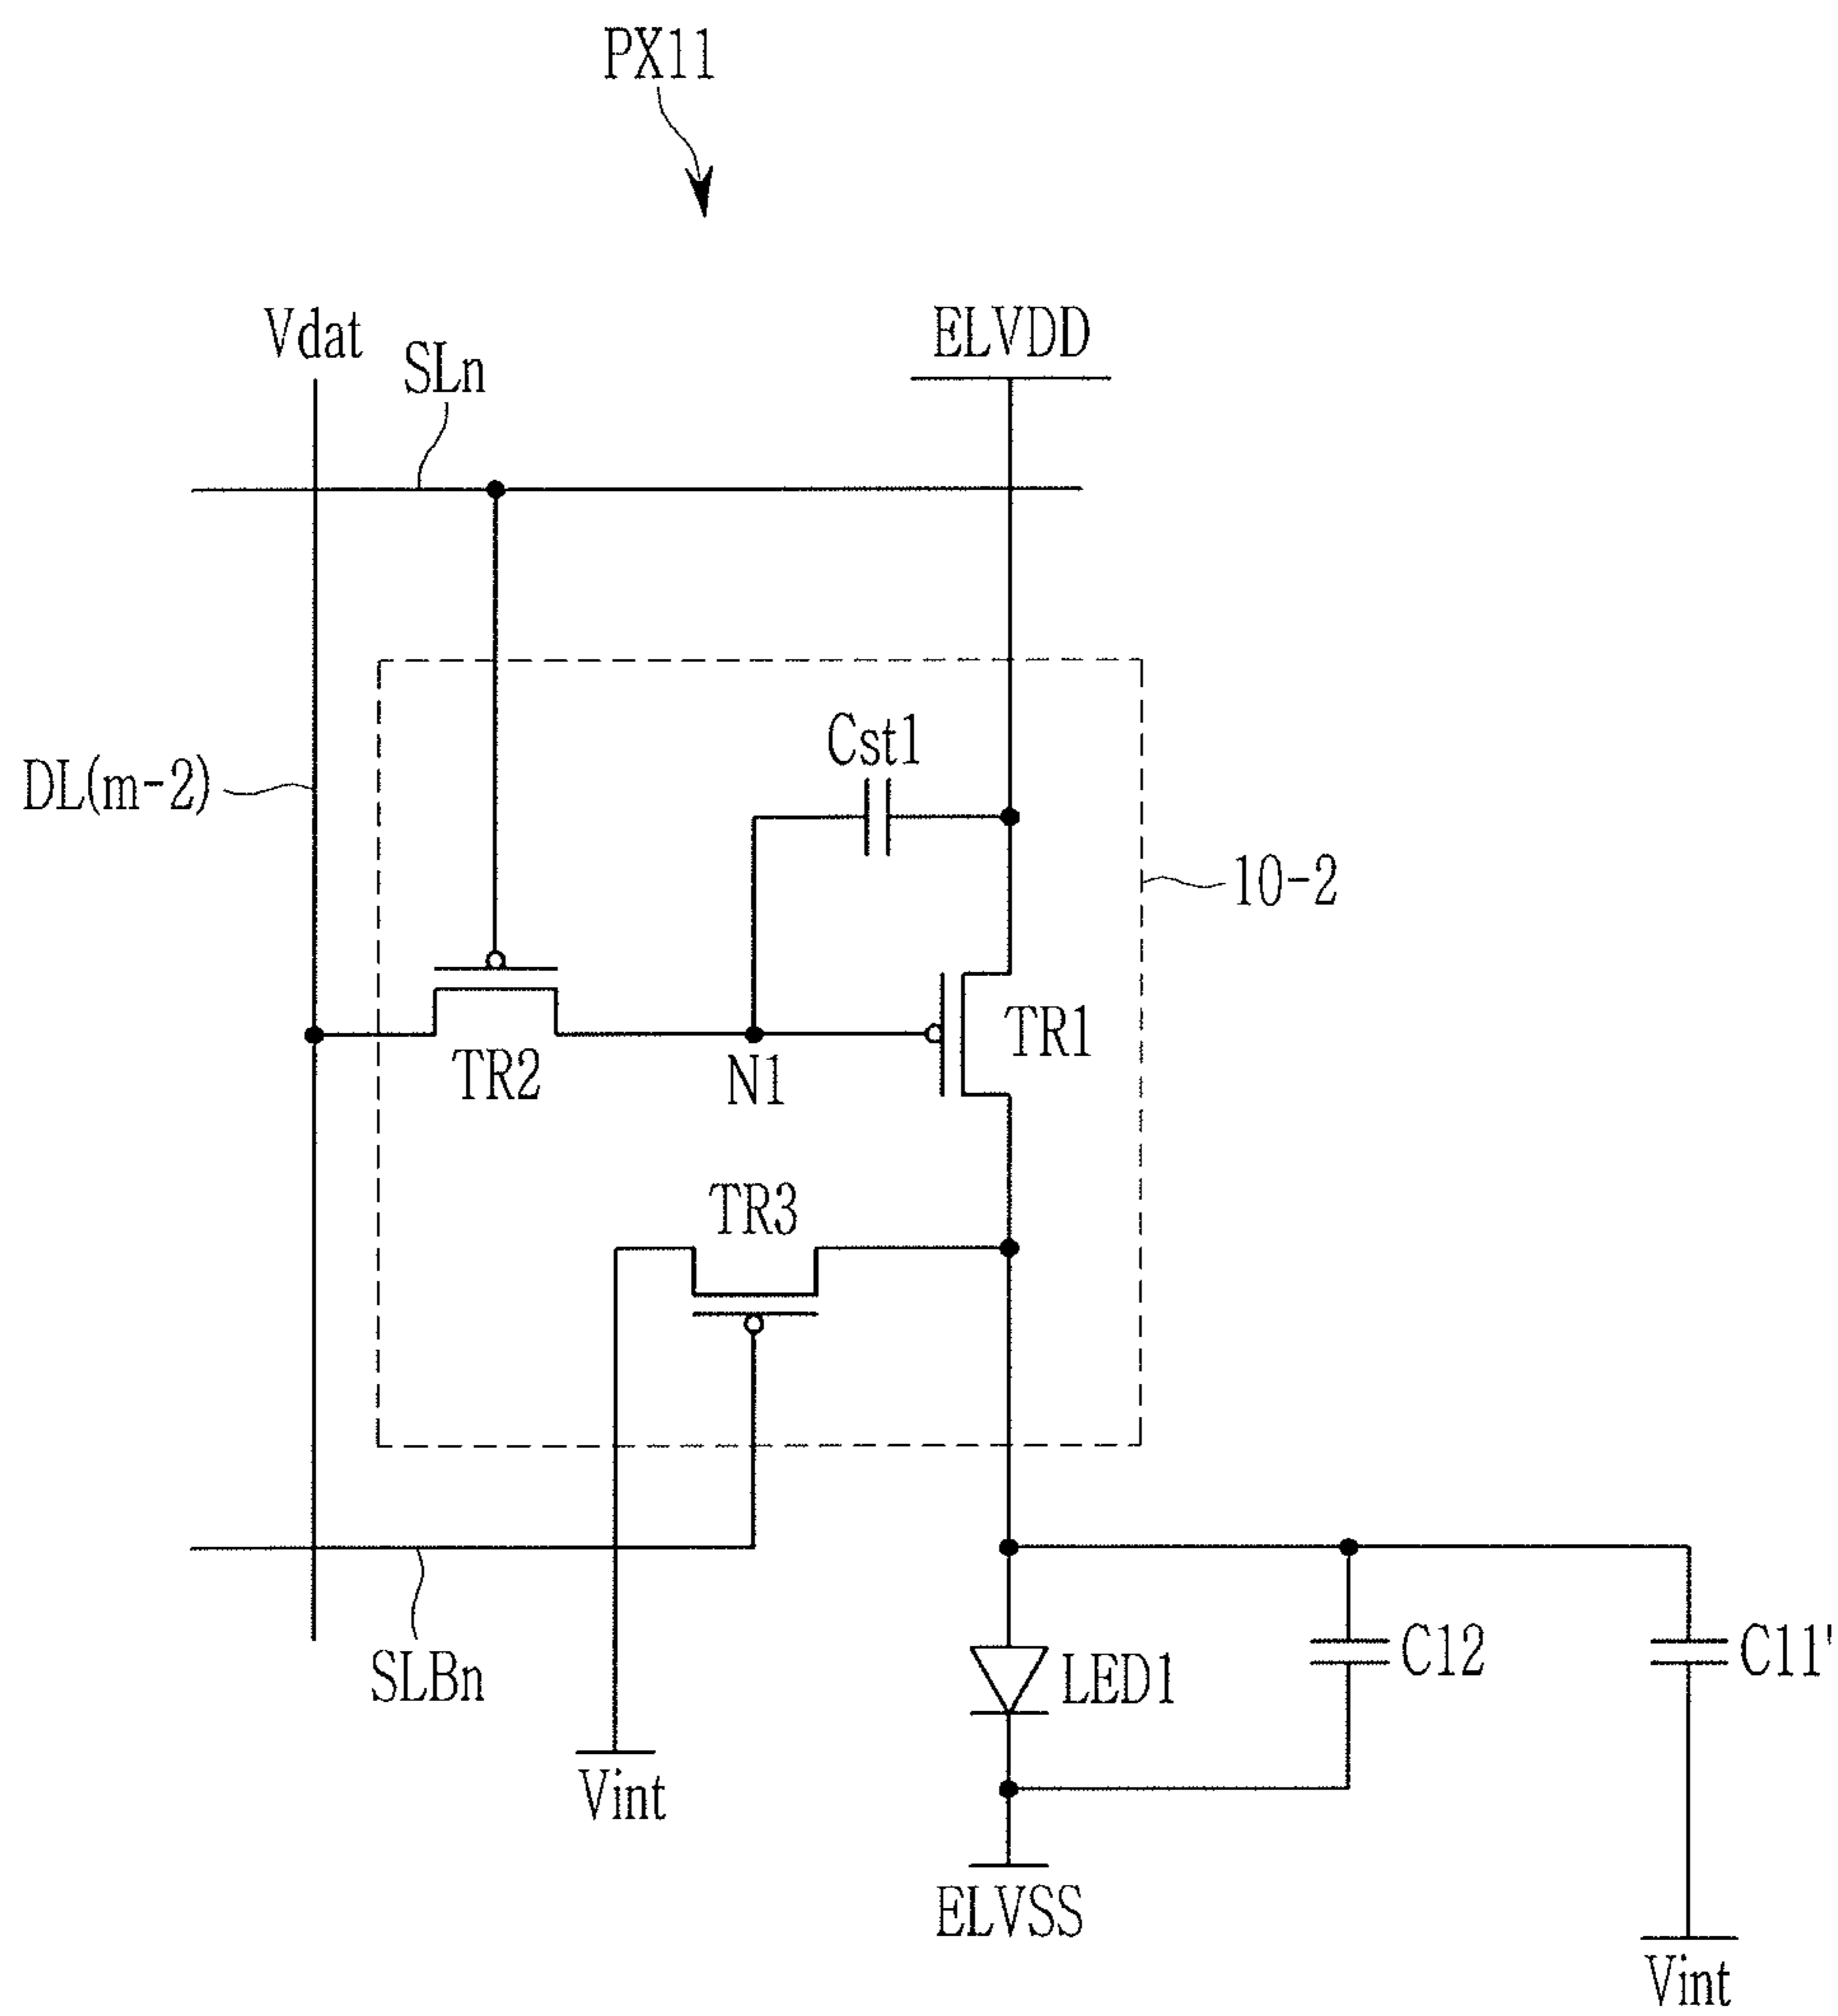 PX11
Vdat
SLn
ELVDD
Cst1
DL(m-2)
10-2
TR1
TR2
N1
TR3
SLBn
LED1
C12
C11'
Vint
ELVSS
Vint